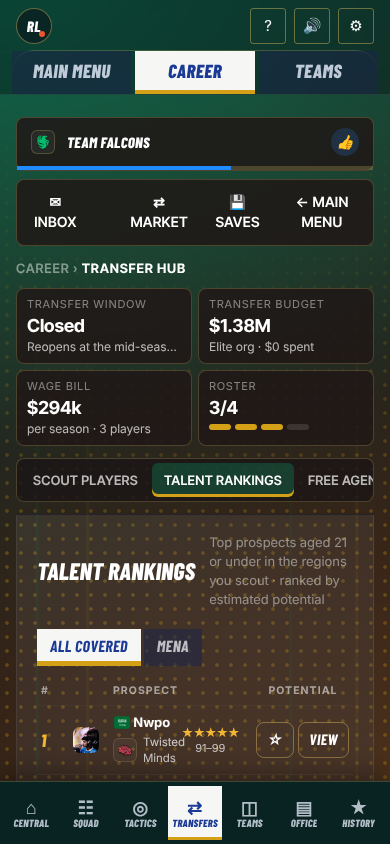 RL
?
MAIN MENU
CAREER
TEAMS
TEAM FALCONS
INBOX
MARKET
SAVES
← MAIN MENU
CAREER › TRANSFER HUB
TRANSFER WINDOW
Closed
Reopens at the mid-seas...
TRANSFER BUDGET
$1.38M
Elite org · $0 spent
WAGE BILL
$294k
per season · 3 players
ROSTER
3/4
SCOUT PLAYERS
TALENT RANKINGS
FREE AGEN
TALENT RANKINGS
Top prospects aged 21
or under in the regions
you scout · ranked by
estimated potential
ALL COVERED
MENA
# PROSPECT POTENTIAL
1
Nwpo
Twisted
Minds
★★★★★
91–99
☆
VIEW
CENTRAL
SQUAD
TACTICS
TRANSFERS
TEAMS
OFFICE
HISTORY